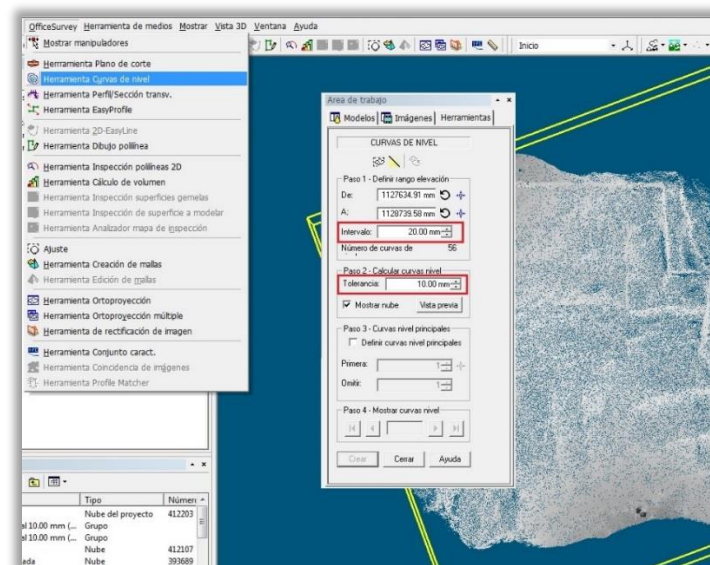 OfficeSurvey Herramienta de medios Mostrar Vista 3D Ventana Ayuda
Mostrar manipuladores
Inicio
Herramienta Plano de corte
Herramienta Curvas de nivel
Herramienta Perfil/Sección transv.
Herramienta EasyProfile
Herramienta 2D-EasyLine
Herramienta Dibujo polilínea
Herramienta Inspección polilíneas 2D
Herramienta Cálculo de volumen
Herramienta Inspección superficies gemelas
Herramienta Inspección de superficie a modelar
Herramienta Analizador mapa de inspección
Ajuste
Herramienta Creación de mallas
Herramienta Edición de mallas
Herramienta Ortoproyección
Herramienta Ortoproyección múltiple
Herramienta de rectificación de imagen
Herramienta Conjunto caract.
Herramienta Coincidencia de imágenes
Herramienta Profile Matcher
Area de trabajo
Modelos Imágenes Herramientas
CURVAS DE NIVEL
Paso 1 - Definir rango elevación
De: 1127634.91 mm
A: 1128739.58 mm
Intervalo: 20.00 mm
Número de curvas de 56
Paso 2 - Calcular curvas nivel
Tolerancia: 10.00 mm
Mostrar nube Vista previa
Paso 3 - Curvas nivel principales
Definir curvas nivel principales
Primera: 1
Omitir: 1
Paso 4 - Mostrar curvas nivel
Crear Cerrar Ayuda
Tipo Númerc
Nube del proyecto 412203
al 10.00 mm (... Grupo
al 10.00 mm (... Grupo
Nube 412107
ada Nube 393689